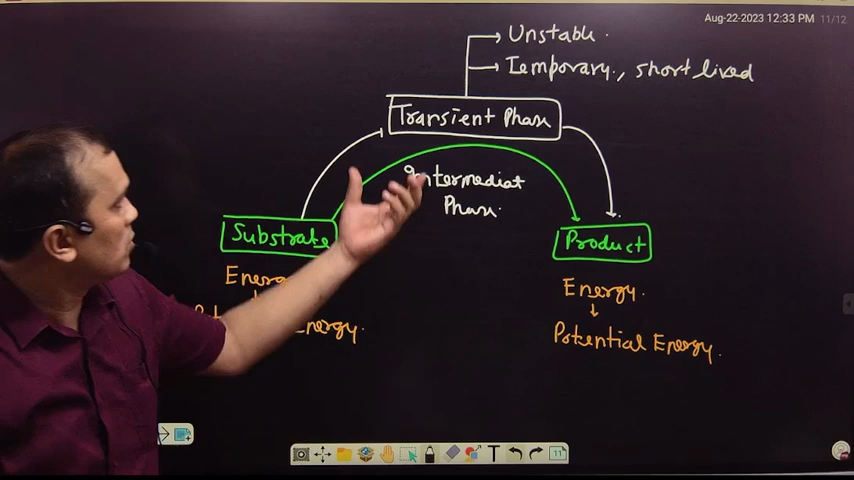 Aug-22-2023 12:33 PM 11/12
Unstable.
Temporary., short lived
Transient Phase
Intermediat
Phase.
Substrate
Product
Energy.
Energy.
Potential Energy.
T
11